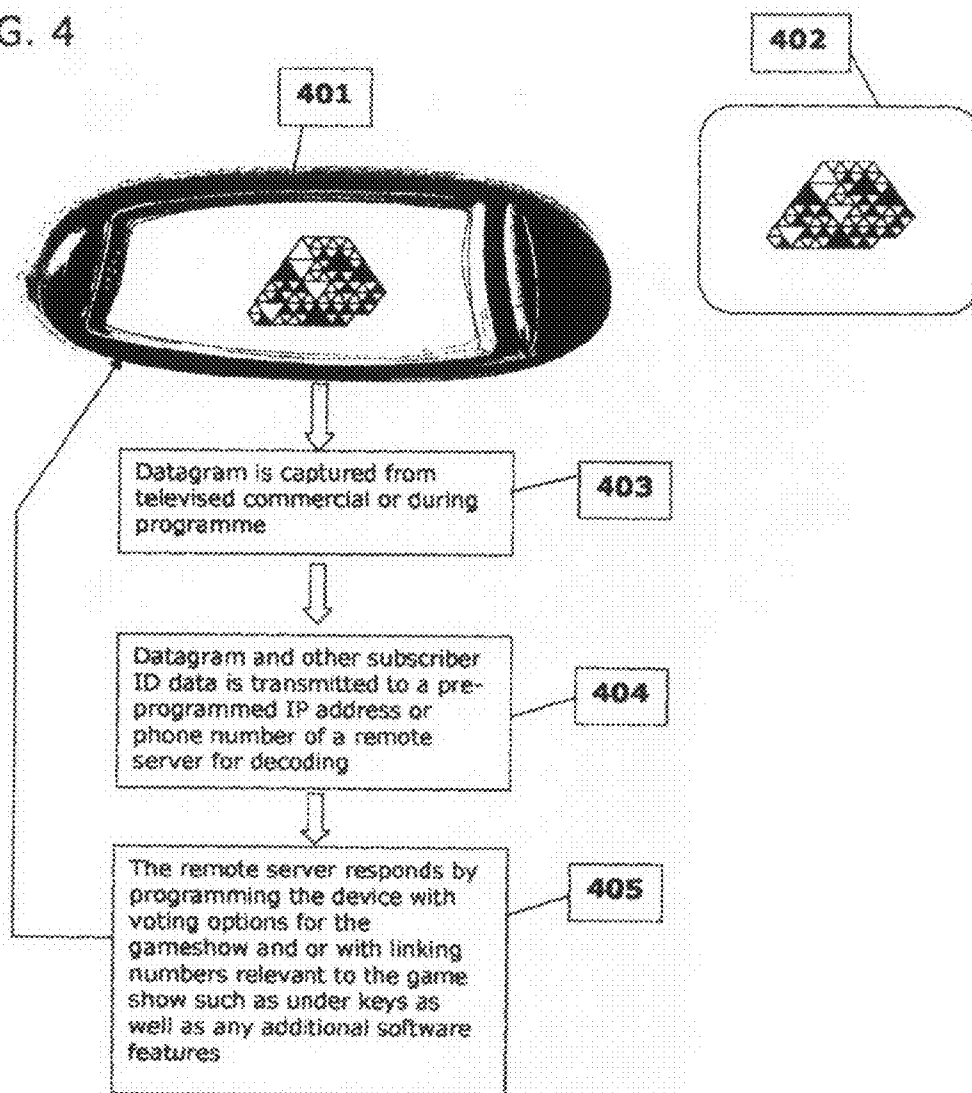 G. 4
402
401
Datagram is captured from
televised commercial or during
programme
403
Datagram and other subscriber
ID data is transmitted to a pre-
programmed IP address or
phone number of a remote
server for decoding
404
The remote server responds by
programming the device with
voting options for the
gameshow and or with linking
numbers relevant to the game
show such as under keys as
well as any additional software
features
405